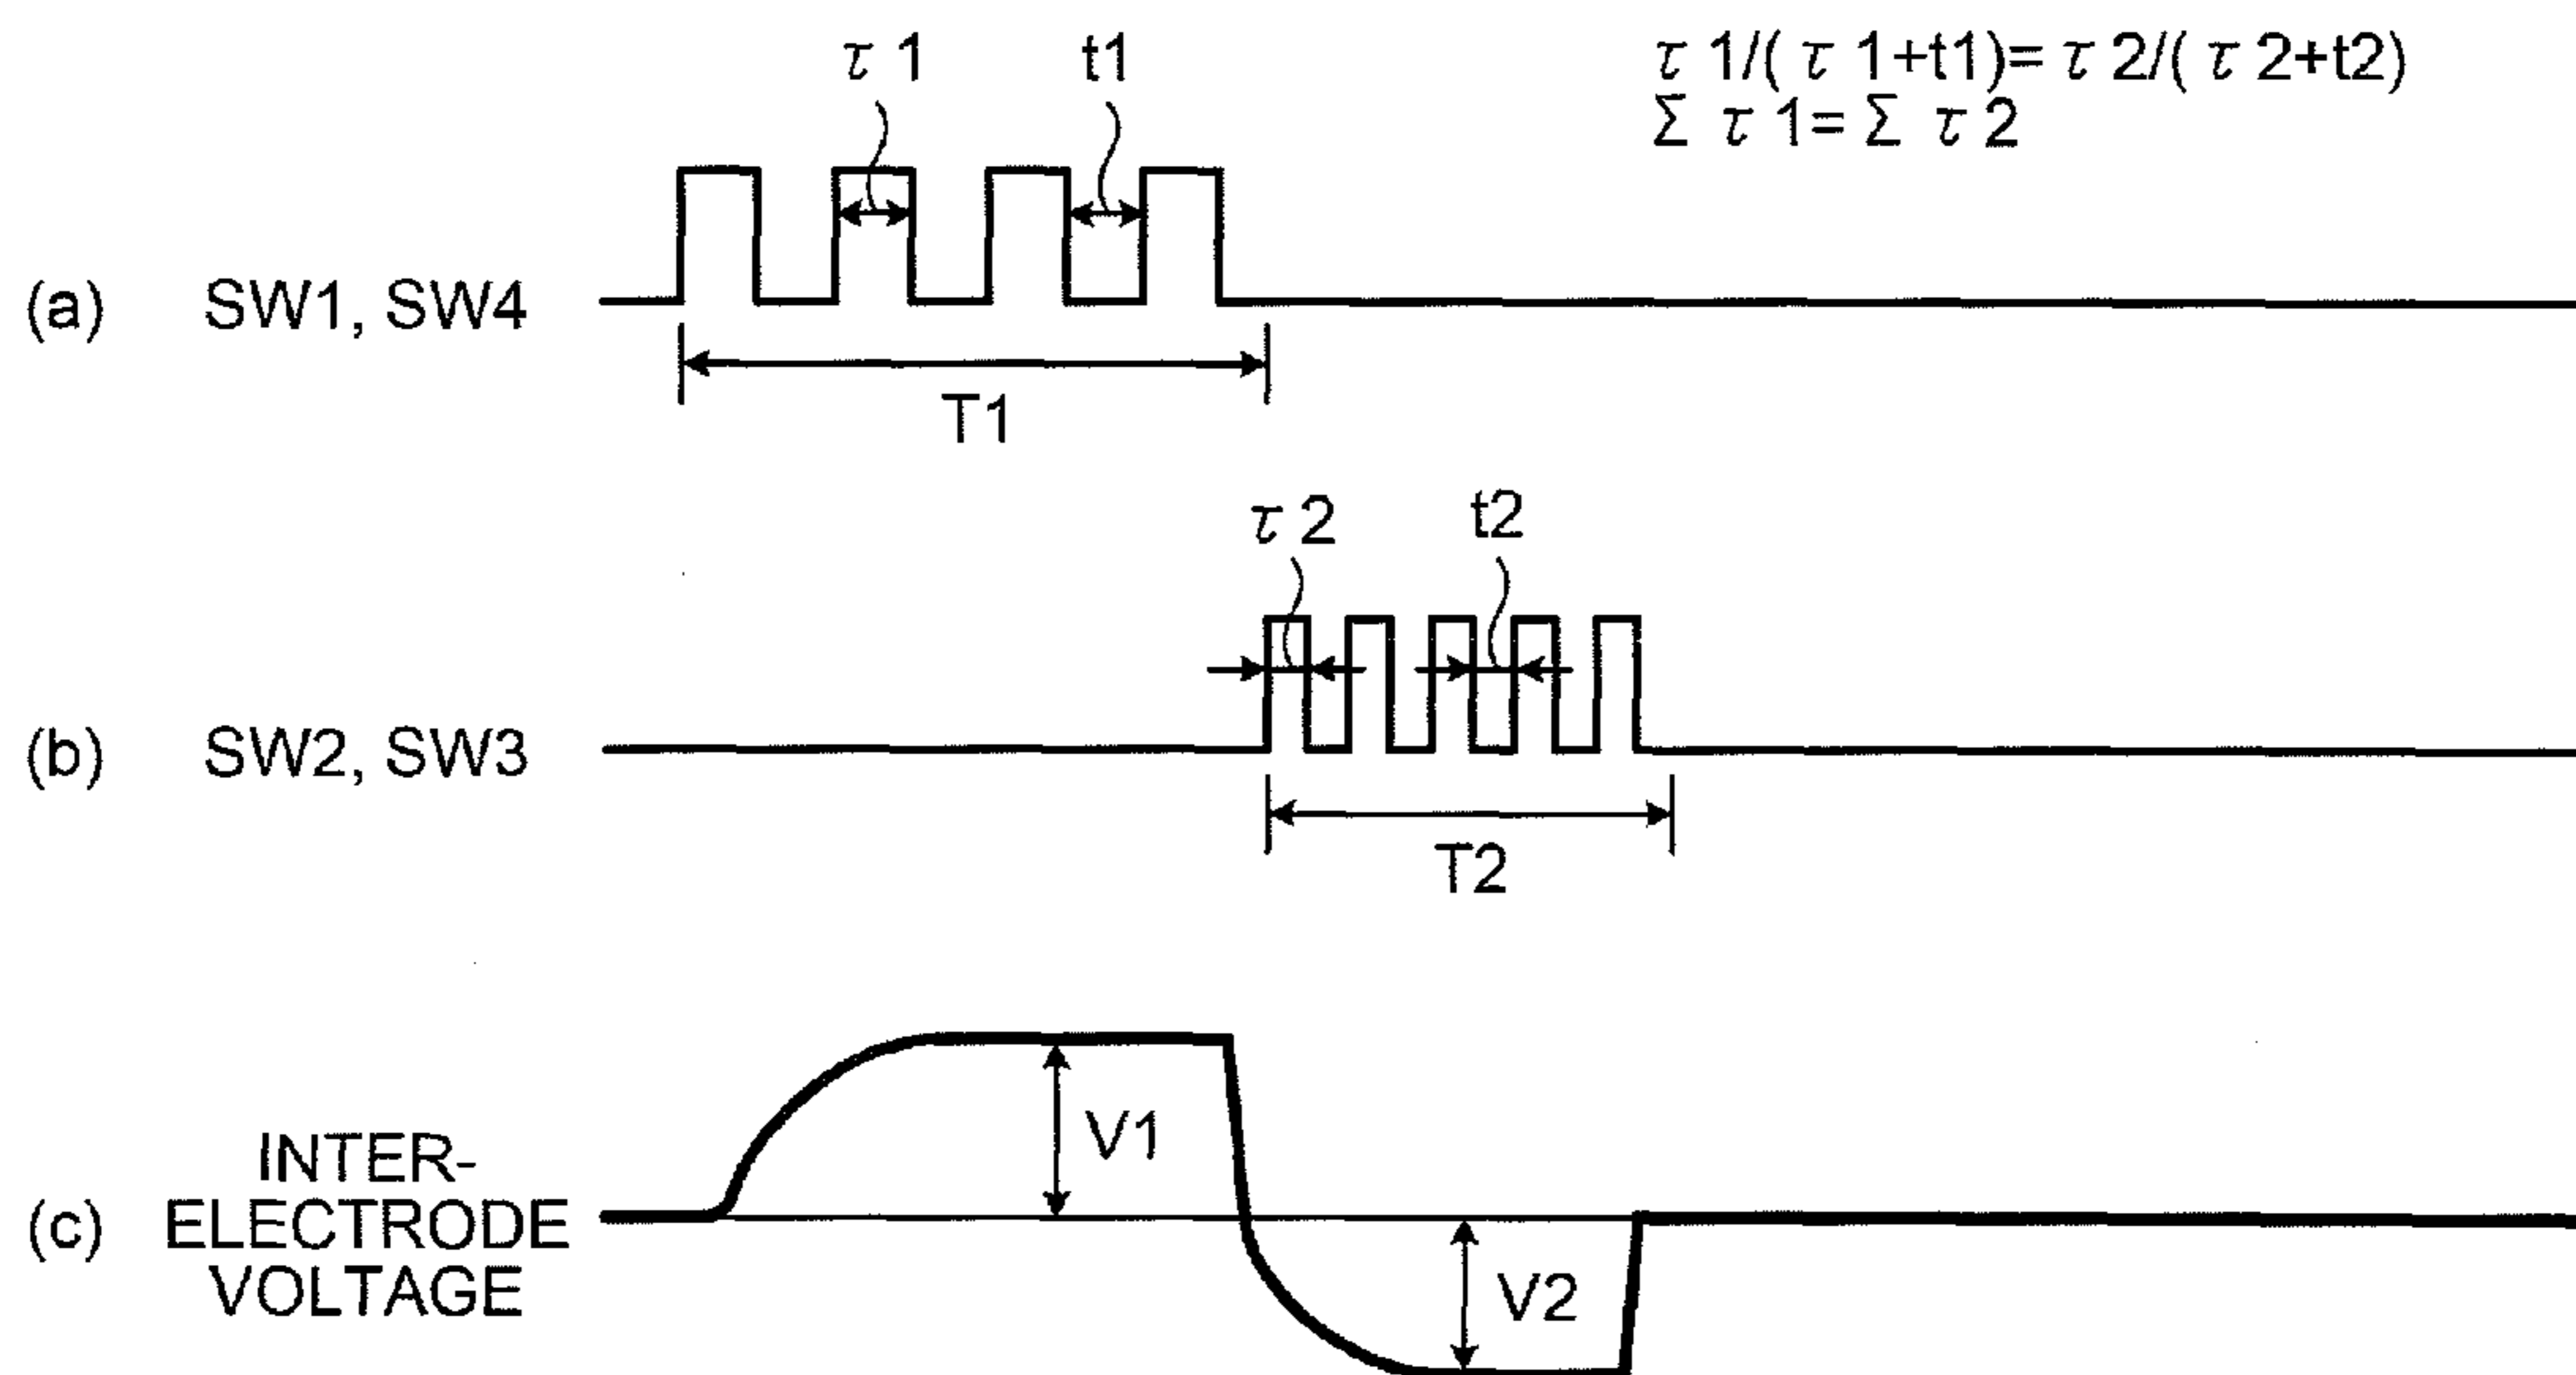 τ 1 t1
τ 1/( τ 1+t1)= τ 2/( τ 2+t2)
Σ τ 1= Σ τ 2
(a) SW1, SW4
T1
τ 2 t2
(b) SW2, SW3
T2
(c) INTER-
ELECTRODE
VOLTAGE
V1
V2